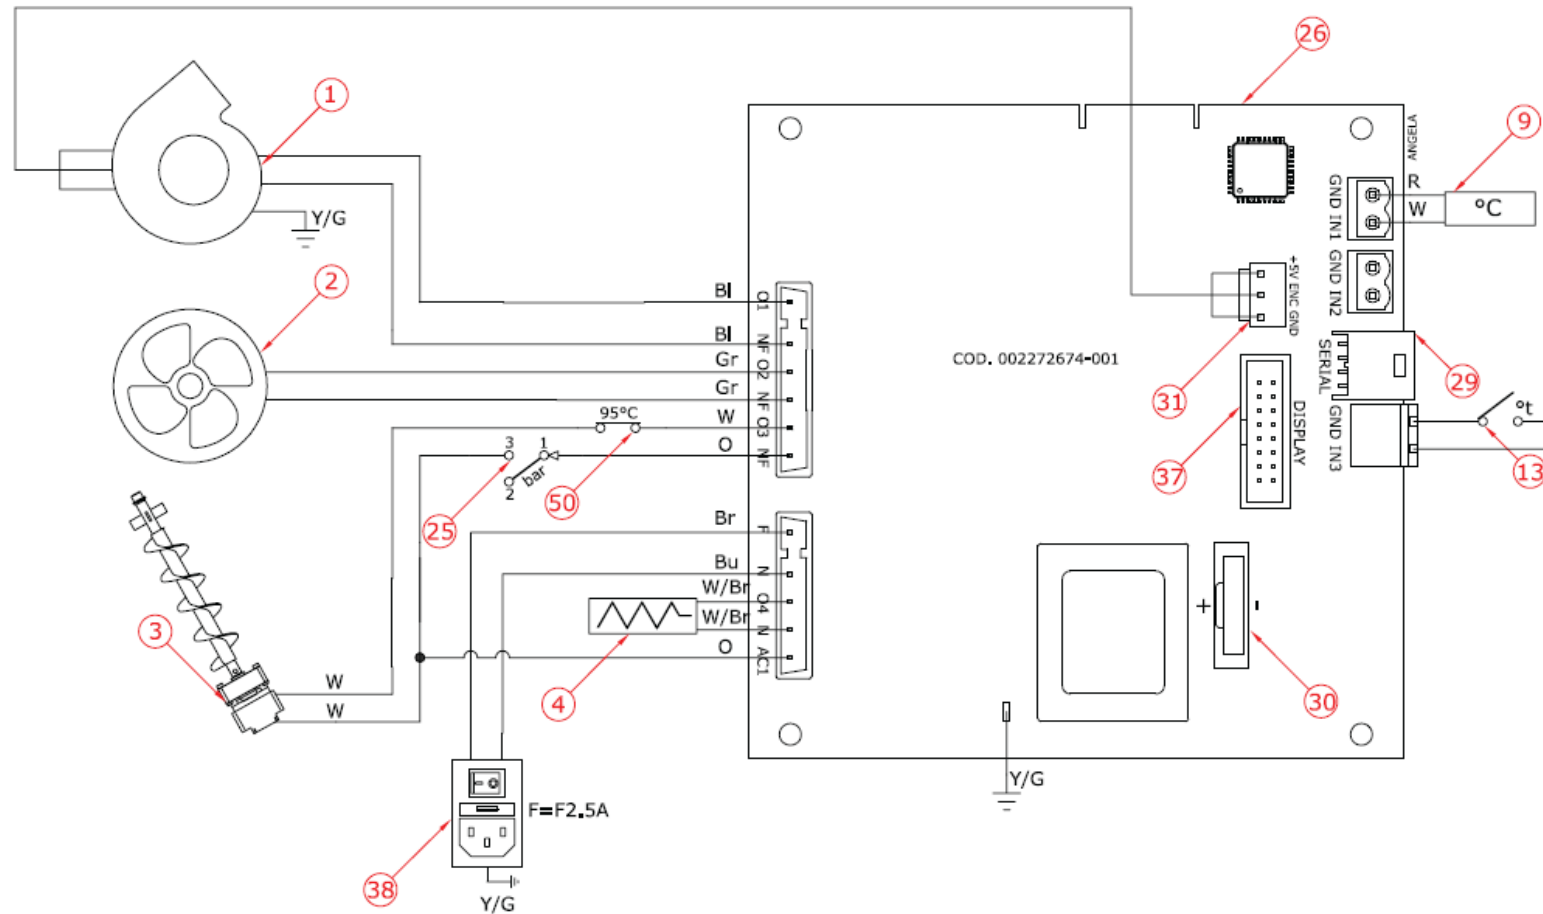 26
1
9
ANGELA
R
°C
W
GND IN1
Y/G
2
+5V ENC GND
GND IN2
Bl
O1
Bl
NF
COD. 002272674-001
SERIAL
Gr
O2
29
Gr
NF
31
95°C
W
O3
DISPLAY
GND IN3
°t
3
1
O
NF
bar
2
37
13
50
25
Br
F
Bu
N
W/Br
O4
+
-
W/Br
N
3
O
AC1
W
4
30
W
Y/G
F=F2.5A
38
Y/G